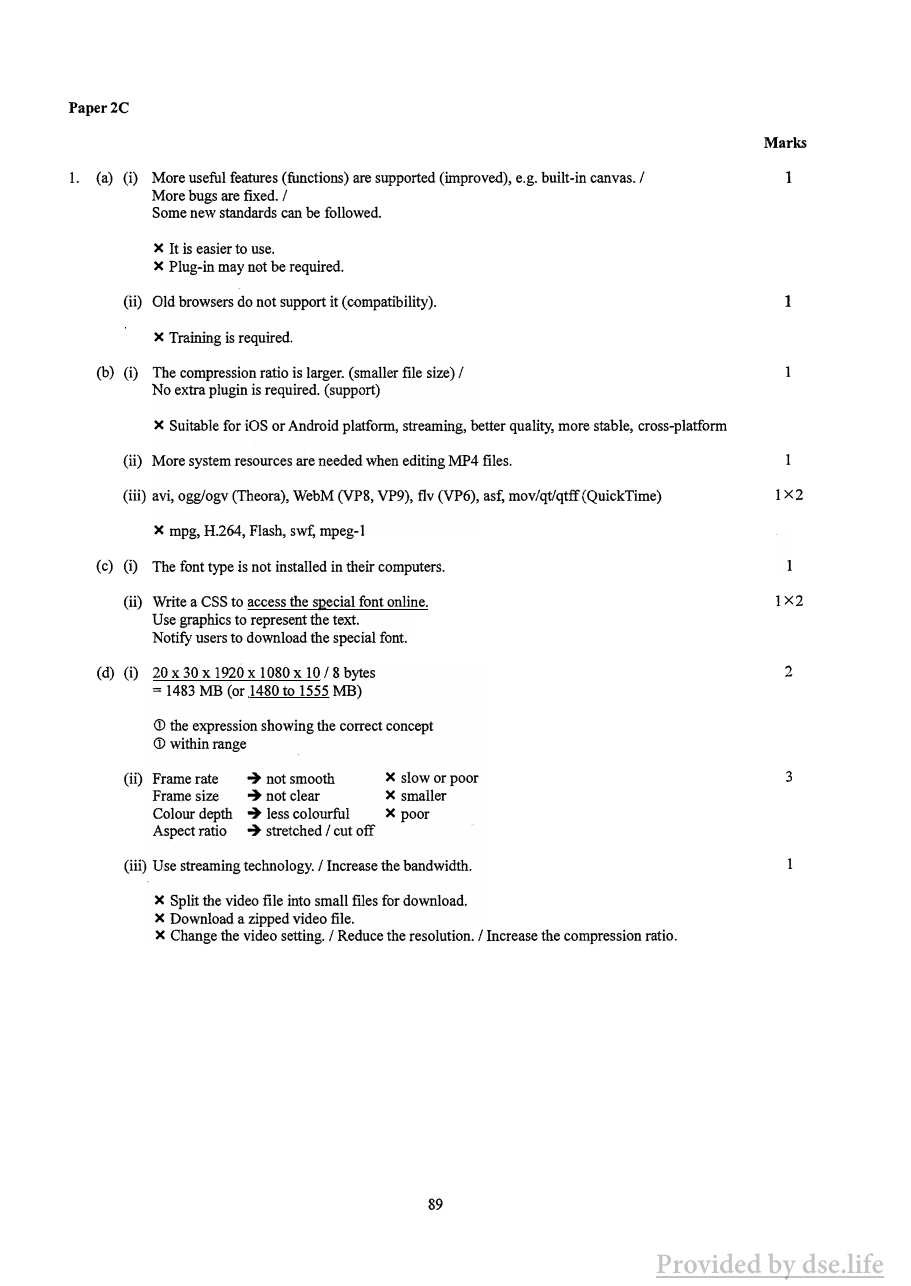 Paper 2C
Marks
1. (a) (i) More useful features (functions) are supported (improved), e.g. built-in canvas. / 1
More bugs are fixed. /
Some new standards can be followed.
✗ It is easier to use.
✗ Plug-in may not be required.
(ii) Old browsers do not support it (compatibility). 1
✗ Training is required.
(b) (i) The compression ratio is larger. (smaller file size) / 1
No extra plugin is required. (support)
✗ Suitable for iOS or Android platform, streaming, better quality, more stable, cross-platform
(ii) More system resources are needed when editing MP4 files. 1
(iii) avi, ogg/ogv (Theora), WebM (VP8, VP9), flv (VP6), asf, mov/qt/qtff (QuickTime) 1×2
✗ mpg, H.264, Flash, swf, mpeg-1
(c) (i) The font type is not installed in their computers. 1
(ii) Write a CSS to access the special font online. 1×2
Use graphics to represent the text.
Notify users to download the special font.
(d) (i) 20 x 30 x 1920 x 1080 x 10 / 8 bytes 2
= 1483 MB (or 1480 to 1555 MB)
① the expression showing the correct concept
① within range
(ii) Frame rate ➔ not smooth ✗ slow or poor 3
Frame size ➔ not clear ✗ smaller
Colour depth ➔ less colourful ✗ poor
Aspect ratio ➔ stretched / cut off
(iii) Use streaming technology. / Increase the bandwidth. 1
✗ Split the video file into small files for download.
✗ Download a zipped video file.
✗ Change the video setting. / Reduce the resolution. / Increase the compression ratio.
89
Provided by dse.life